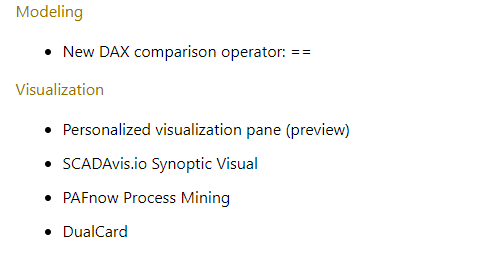 Modeling
New DAX comparison operator: ==
Visualization
Personalized visualization pane (preview)
SCADAvis.io Synoptic Visual
PAFnow Process Mining
DualCard